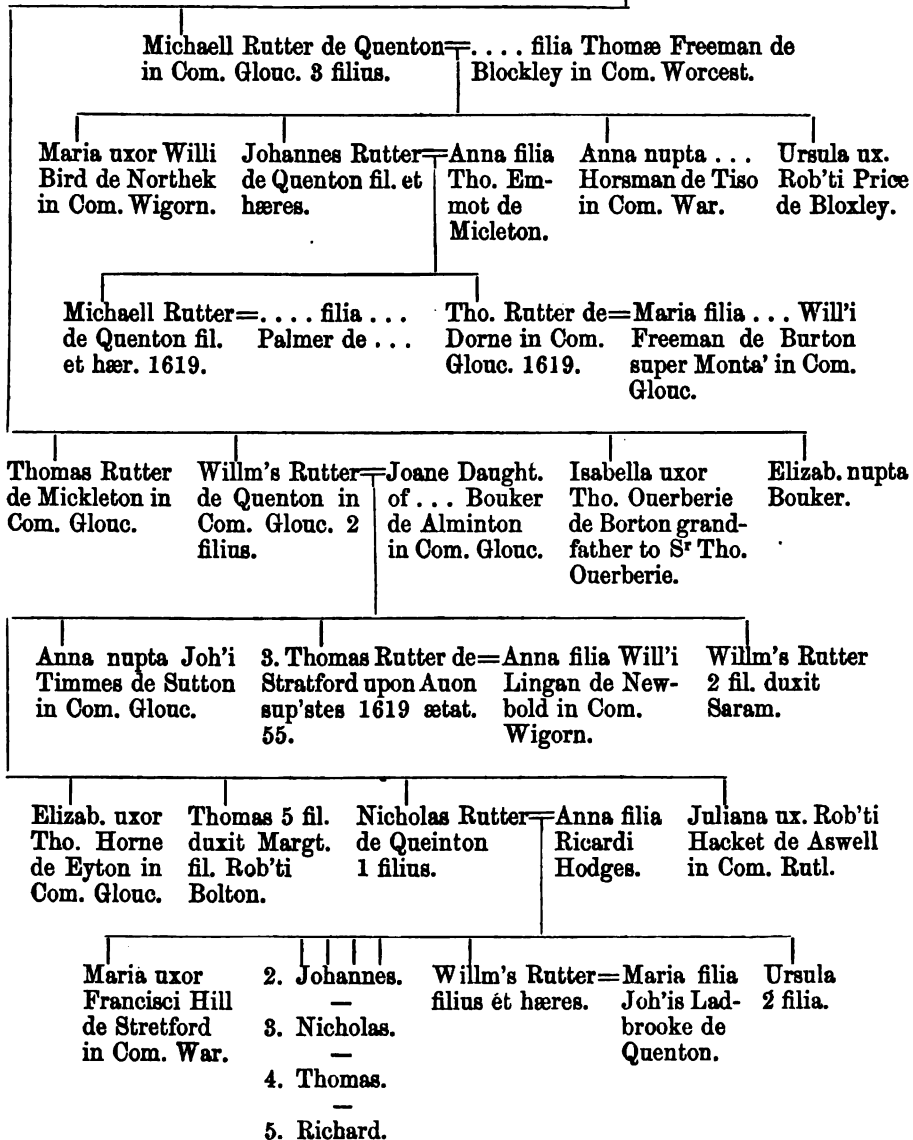 Michaell Rutter de Quenton=. . . . filia Thomæ Freeman de
in Com. Glouc. 3 filius. Blockley in Com. Worcest.
Maria uxor Willi
Bird de Northek
in Com. Wigorn.
Johannes Rutter=
de Quenton fil. et
hæres.
Anna filia
Tho. Em-
mot de
Micleton.
Anna nupta . . .
Horsman de Tiso
in Com. War.
Ursula ux.
Rob'ti Price
de Bloxley.
Michaell Rutter=
de Quenton fil.
et hær. 1619.
. . . . filia . . .
Palmer de . . .
Tho. Rutter de=
Dorne in Com.
Glouc. 1619.
Maria filia . . . Will'i
Freeman de Burton
super Monta' in Com.
Glouc.
Thomas Rutter
de Mickleton in
Com. Glouc.
Willm's Rutter=
de Quenton in
Com. Glouc. 2
filius.
Joane Daught.
of . . . Bouker
de Alminton
in Com. Glouc.
Isabella uxor
Tho. Ouerberie
de Borton grand-
father to Sʳ Tho.
Ouerberie.
Elizab. nupta
Bouker.
Anna nupta Joh'i
Timmes de Sutton
in Com. Glouc.
3. Thomas Rutter de=
Stratford upon Auon
sup'stes 1619 ætat.
55.
Anna filia Will'i
Lingan de New-
bold in Com.
Wigorn.
Willm's Rutter
2 fil. duxit
Saram.
Elizab. uxor
Tho. Horne
de Eyton in
Com. Glouc.
Thomas 5 fil.
duxit Margt.
fil. Rob'ti
Bolton.
Nicholas Rutter=
de Queinton
1 filius.
Anna filia
Ricardi
Hodges.
Juliana ux. Rob'ti
Hacket de Aswell
in Com. Rutl.
Maria uxor
Francisci Hill
de Stretford
in Com. War.
2. Johannes.
—
3. Nicholas.
—
4. Thomas.
—
5. Richard.
Willm's Rutter=
filius ét hæres.
Maria filia
Joh'is Lad-
brooke de
Quenton.
Ursula
2 filia.